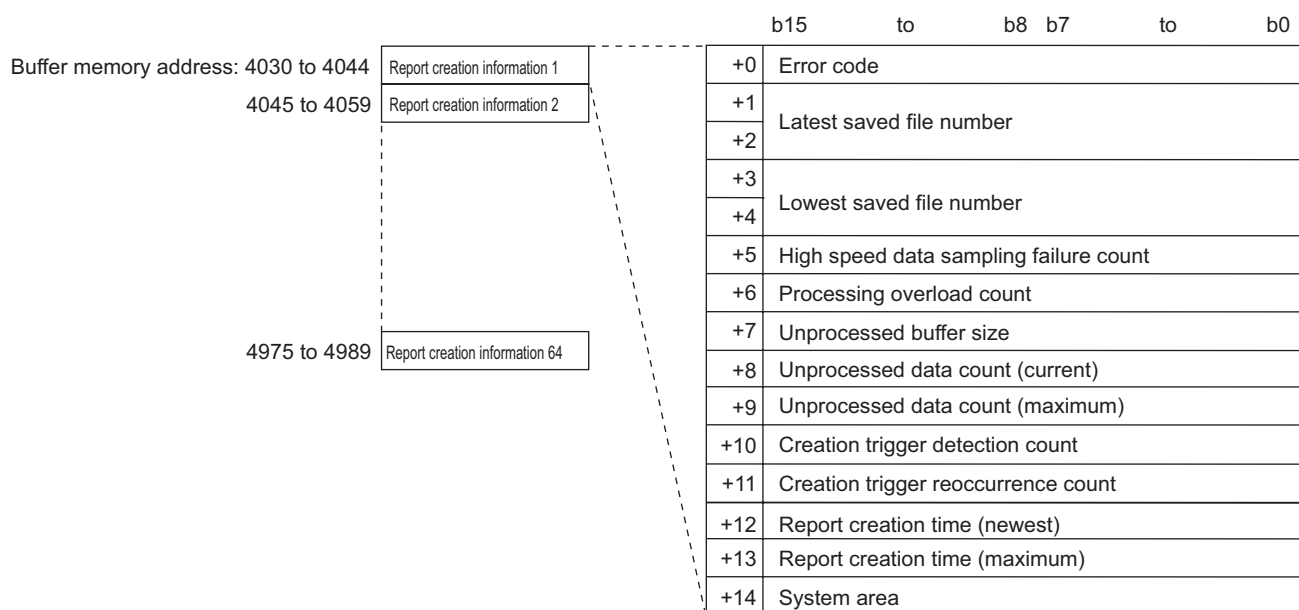 b15 to b8 b7 to b0
Buffer memory address: 4030 to 4044 Report creation information 1
4045 to 4059 Report creation information 2
4975 to 4989 Report creation information 64
+0 Error code
+1
Latest saved file number
+2
+3
Lowest saved file number
+4
+5 High speed data sampling failure count
+6 Processing overload count
+7 Unprocessed buffer size
+8 Unprocessed data count (current)
+9 Unprocessed data count (maximum)
+10 Creation trigger detection count
+11 Creation trigger reoccurrence count
+12 Report creation time (newest)
+13 Report creation time (maximum)
+14 System area